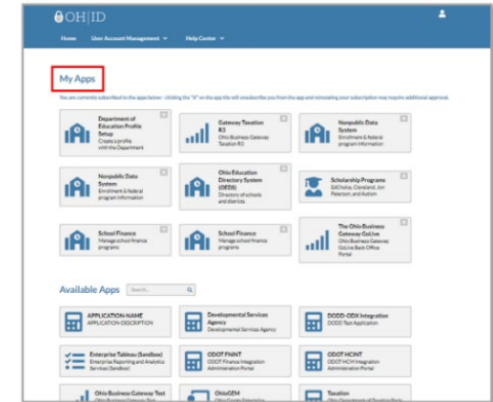 OH|ID
Home User Account Management Help Center
My Apps
You are currently subscribed to the apps below - clicking the "X" on the app tile will unsubscribe you from the app and reinstating your subscription may require additional approval.
Department of
Education Profile
Setup
Create a profile
with the Department
Gateway Taxation
R3
Ohio Business Gateway
Taxation R3
Nonpublic Data
System
Enrollment & federal
program information
Nonpublic Data
System
Enrollment & federal
program information
Ohio Education
Directory System
(OEDS)
Directory of schools
and districts
Scholarship Programs
EdChoice, Cleveland, Jon
Peterson, and Autism
School Finance
Manage school finance
programs
School Finance
Manage school finance
programs
The Ohio Business
Gateway GoLive
Ohio Business Gateway
GoLive Back Office
Portal
Available Apps Search...
APPLICATION-NAME
APPLICATION-DESCRIPTION
Developmental Services
Agency
Developmental Services Agency
DODD-ODX Integration
DODD Test Application
Enterprise Tableau (Sandbox)
Enterprise Reporting and Analytics
Services (Sandbox)
ODOT FNINT
ODOT Finance Integration
Administration Portal
ODOT HCINT
ODOT HCM Integration
Administration Portal
Ohio Business Gateway Test
OhioGEM
Taxation